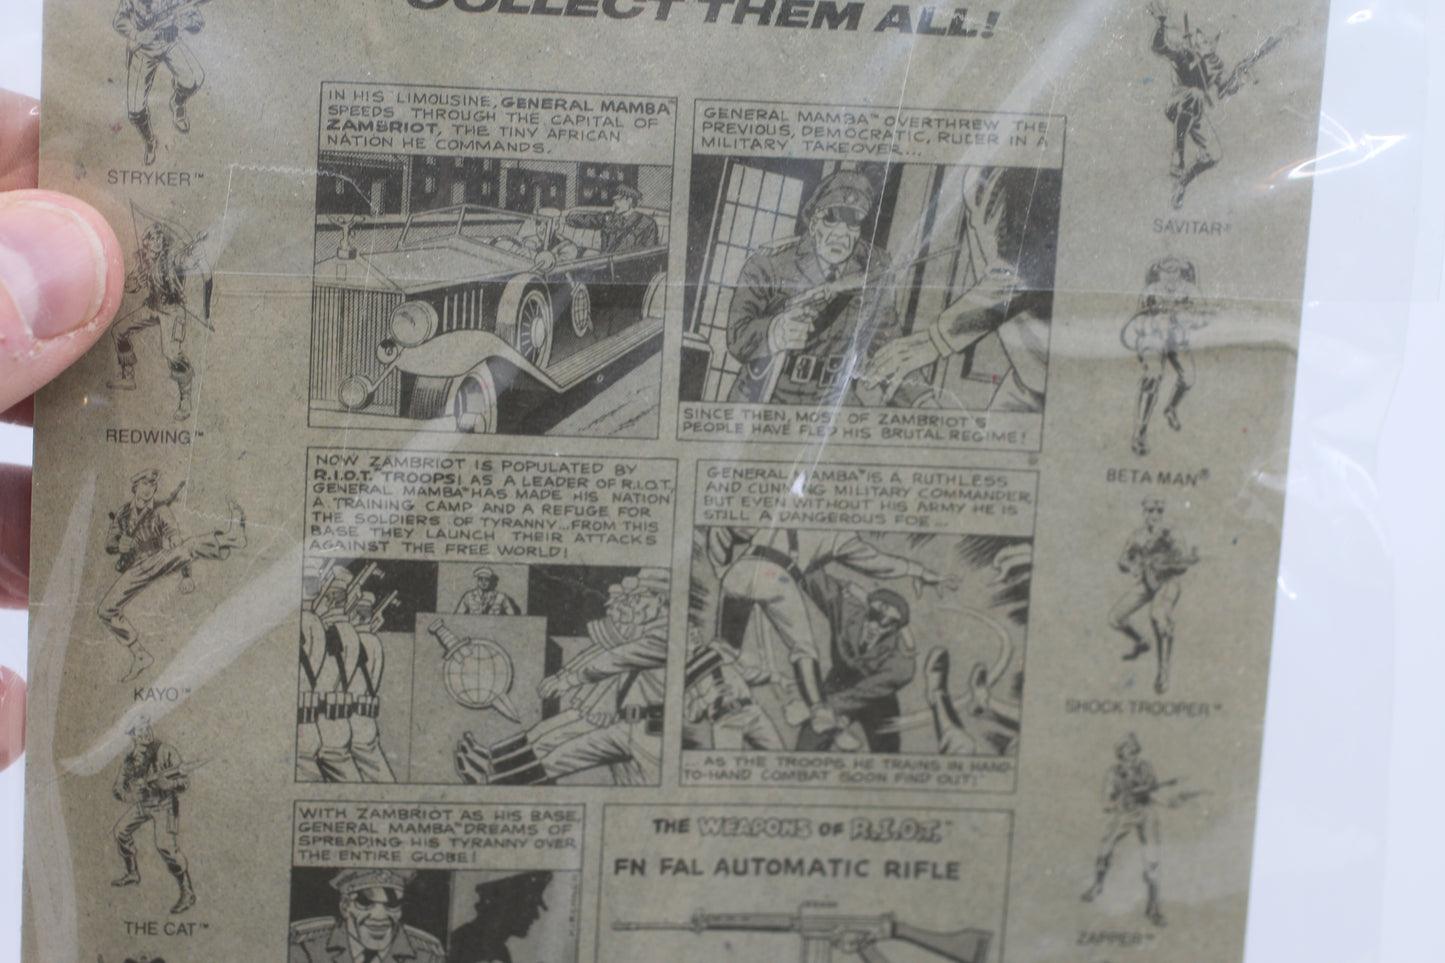 COLLECT THEM ALL!
STRYKER™
REDWING™
KAYO™
THE CAT™
IN HIS LIMOUSINE, GENERAL MAMBA™
SPEEDS THROUGH THE CAPITAL OF
ZAMBRIOT, THE TINY AFRICAN
NATION HE COMMANDS.
GENERAL MAMBA™ OVERTHREW THE
PREVIOUS, DEMOCRATIC, RULER IN A
MILITARY TAKEOVER...
SINCE THEN, MOST OF ZAMBRIOT'S
PEOPLE HAVE FLED HIS BRUTAL REGIME!
NOW ZAMBRIOT IS POPULATED BY
R.I.O.T.™ TROOPS! AS A LEADER OF R.I.O.T.,
GENERAL MAMBA™ HAS MADE HIS NATION
A TRAINING CAMP AND A REFUGE FOR
THE SOLDIERS OF TYRANNY...FROM THIS
BASE THEY LAUNCH THEIR ATTACKS
AGAINST THE FREE WORLD!
GENERAL MAMBA™ IS A RUTHLESS
AND CUNNING MILITARY COMMANDER,
BUT EVEN WITHOUT HIS ARMY HE IS
STILL A DANGEROUS FOE...
...AS THE TROOPS HE TRAINS IN HAND-
TO-HAND COMBAT SOON FIND OUT!
WITH ZAMBRIOT AS HIS BASE,
GENERAL MAMBA™ DREAMS OF
SPREADING HIS TYRANNY OVER
THE ENTIRE GLOBE!
THE WEAPONS OF R.I.O.T.™
FN FAL AUTOMATIC RIFLE
SAVITAR®
BETA MAN®
SHOCK TROOPER™
ZAPPER™